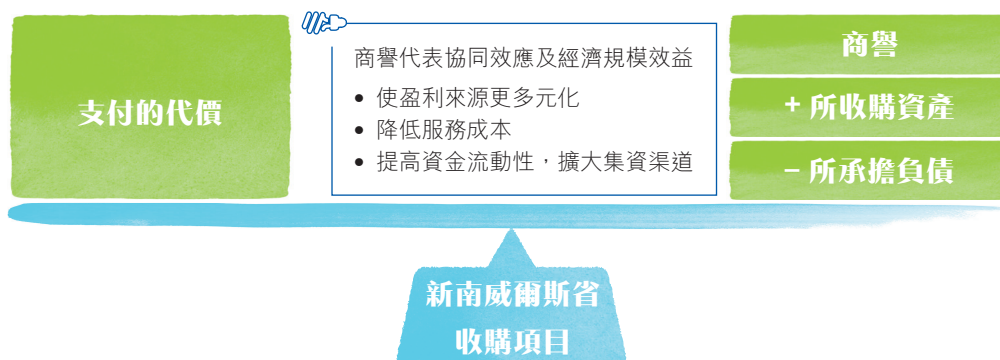 支付的代價
商譽代表協同效應及經濟規模效益
• 使盈利來源更多元化
• 降低服務成本
• 提高資金流動性，擴大集資渠道
商譽
+ 所收購資產
– 所承擔負債
新南威爾斯省
收購項目